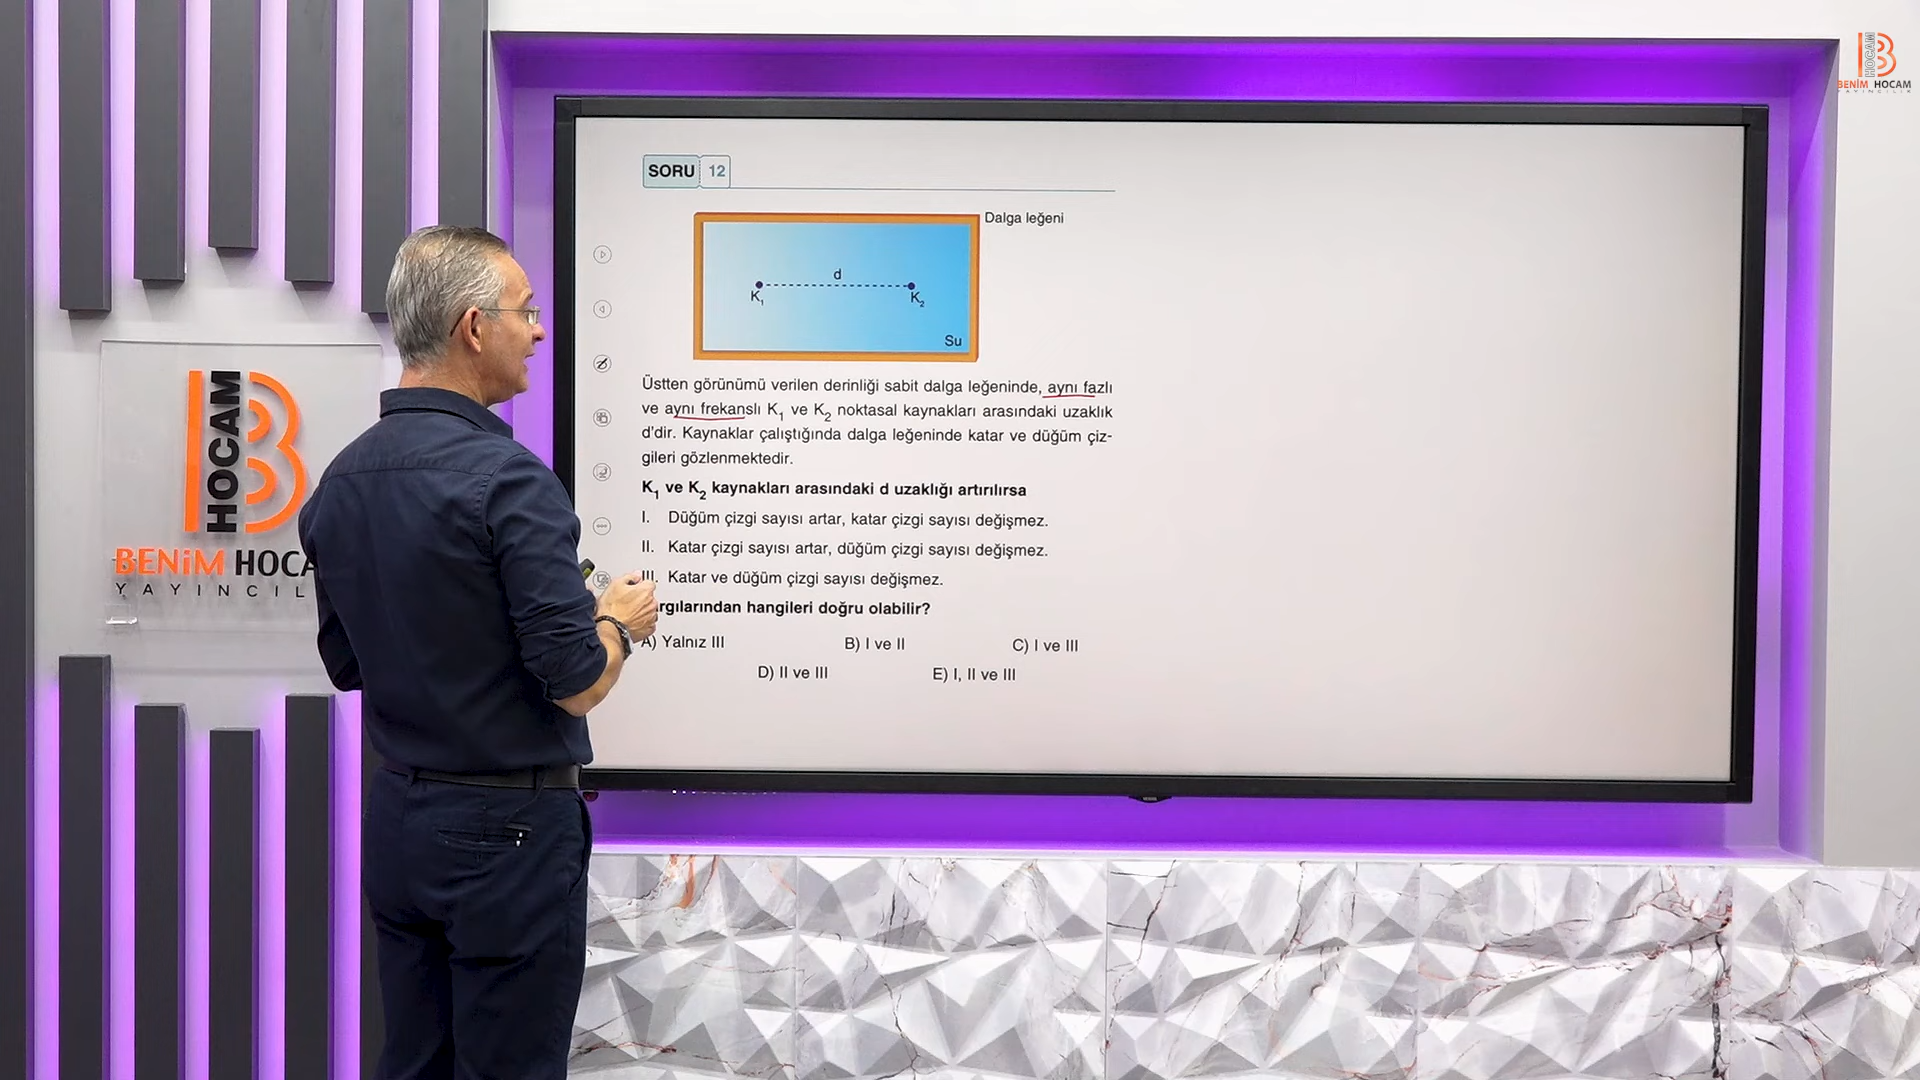 B HOCAM
BENİM HOCAM
YAYINCILIK
SORU 12
Dalga leğeni
d
K1
K2
Su
Üstten görünümü verilen derinliği sabit dalga leğeninde, aynı fazlı
ve aynı frekanslı K1 ve K2 noktasal kaynakları arasındaki uzaklık
d'dir. Kaynaklar çalıştığında dalga leğeninde katar ve düğüm çiz-
gileri gözlenmektedir.
K1 ve K2 kaynakları arasındaki d uzaklığı artırılırsa
I. Düğüm çizgi sayısı artar, katar çizgi sayısı değişmez.
II. Katar çizgi sayısı artar, düğüm çizgi sayısı değişmez.
III. Katar ve düğüm çizgi sayısı değişmez.
rgılarından hangileri doğru olabilir?
A) Yalnız III
B) I ve II
C) I ve III
D) II ve III
E) I, II ve III
B HOCAM
BENİM HOCA
YAYINCIL